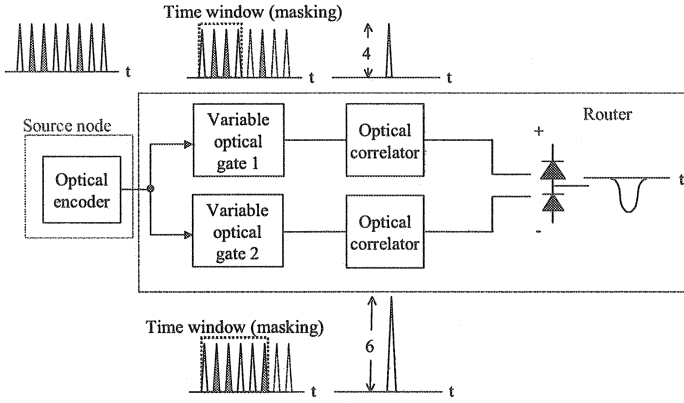 Time window (masking)
t
t
4
t
Source node
Router
Optical
encoder
Variable
optical
gate 1
Optical
correlator
+
t
Variable
optical
gate 2
Optical
correlator
-
Time window (masking)
6
t
t